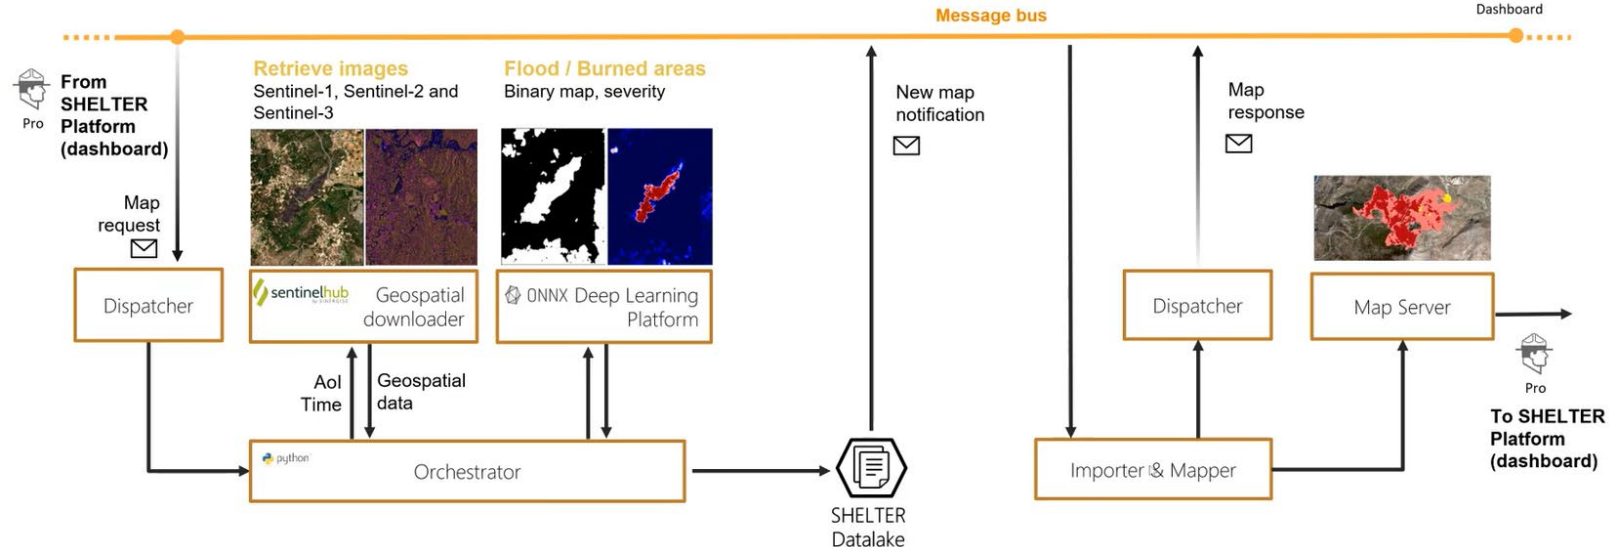 Message bus
Dashboard
From
SHELTER
Platform
(dashboard)
Pro
Retrieve images
Sentinel-1, Sentinel-2 and
Sentinel-3
Flood / Burned areas
Binary map, severity
New map
notification
Map
response
Map
request
Dispatcher
sentinelhub
Geospatial
downloader
ONNX Deep Learning
Platform
Dispatcher
Map Server
AoI
Time
Geospatial
data
Pro
To SHELTER
Platform
(dashboard)
python
Orchestrator
Importer & Mapper
SHELTER
Datalake